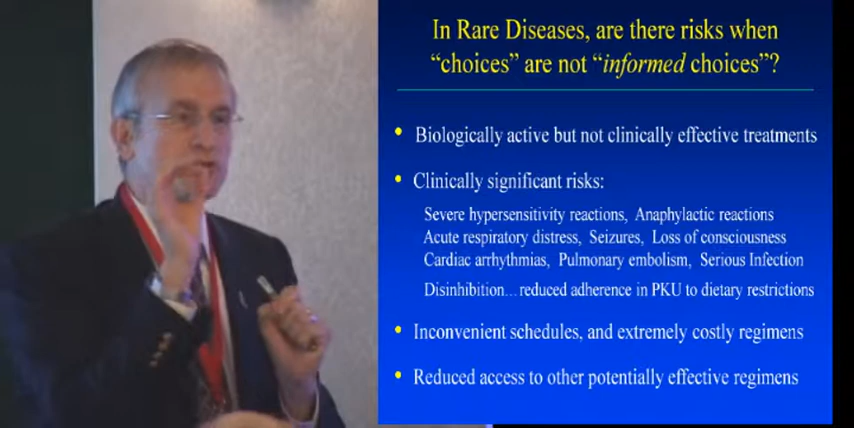 In Rare Diseases, are there risks when
“choices” are not “informed choices”?
• Biologically active but not clinically effective treatments
• Clinically significant risks:
Severe hypersensitivity reactions, Anaphylactic reactions
Acute respiratory distress, Seizures, Loss of consciousness
Cardiac arrhythmias, Pulmonary embolism, Serious Infection
Disinhibition…reduced adherence in PKU to dietary restrictions
• Inconvenient schedules, and extremely costly regimens
• Reduced access to other potentially effective regimens